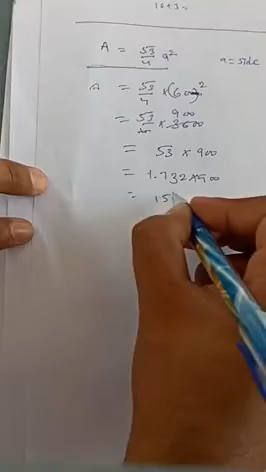 A = √3/4 a²
a = side
A = √3/4 × (60)²
= √3/4 × 3600 900
= √3 × 900
= 1.732 × 900
= 15